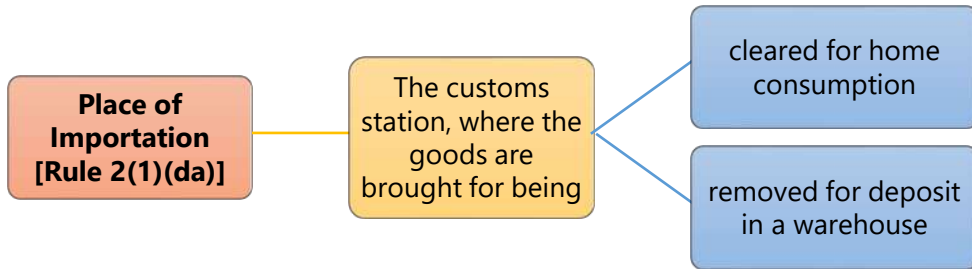 Place of
Importation
[Rule 2(1)(da)]
The customs
station, where the
goods are
brought for being
cleared for home
consumption
removed for deposit
in a warehouse